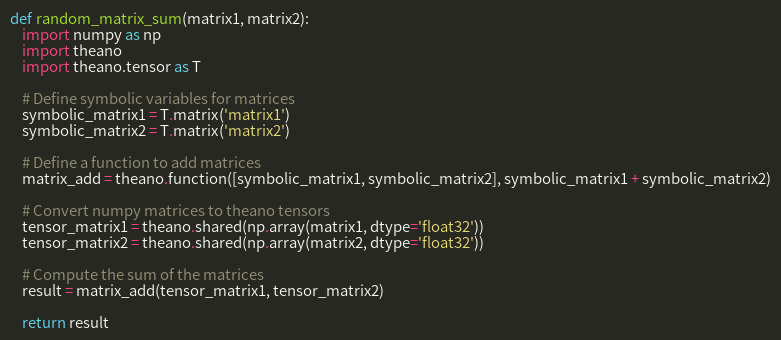 def random_matrix_sum(matrix1, matrix2):
    import numpy as np
    import theano
    import theano.tensor as T

    # Define symbolic variables for matrices
    symbolic_matrix1 = T.matrix('matrix1')
    symbolic_matrix2 = T.matrix('matrix2')

    # Define a function to add matrices
    matrix_add = theano.function([symbolic_matrix1, symbolic_matrix2], symbolic_matrix1 + symbolic_matrix2)

    # Convert numpy matrices to theano tensors
    tensor_matrix1 = theano.shared(np.array(matrix1, dtype='float32'))
    tensor_matrix2 = theano.shared(np.array(matrix2, dtype='float32'))

    # Compute the sum of the matrices
    result = matrix_add(tensor_matrix1, tensor_matrix2)

    return result